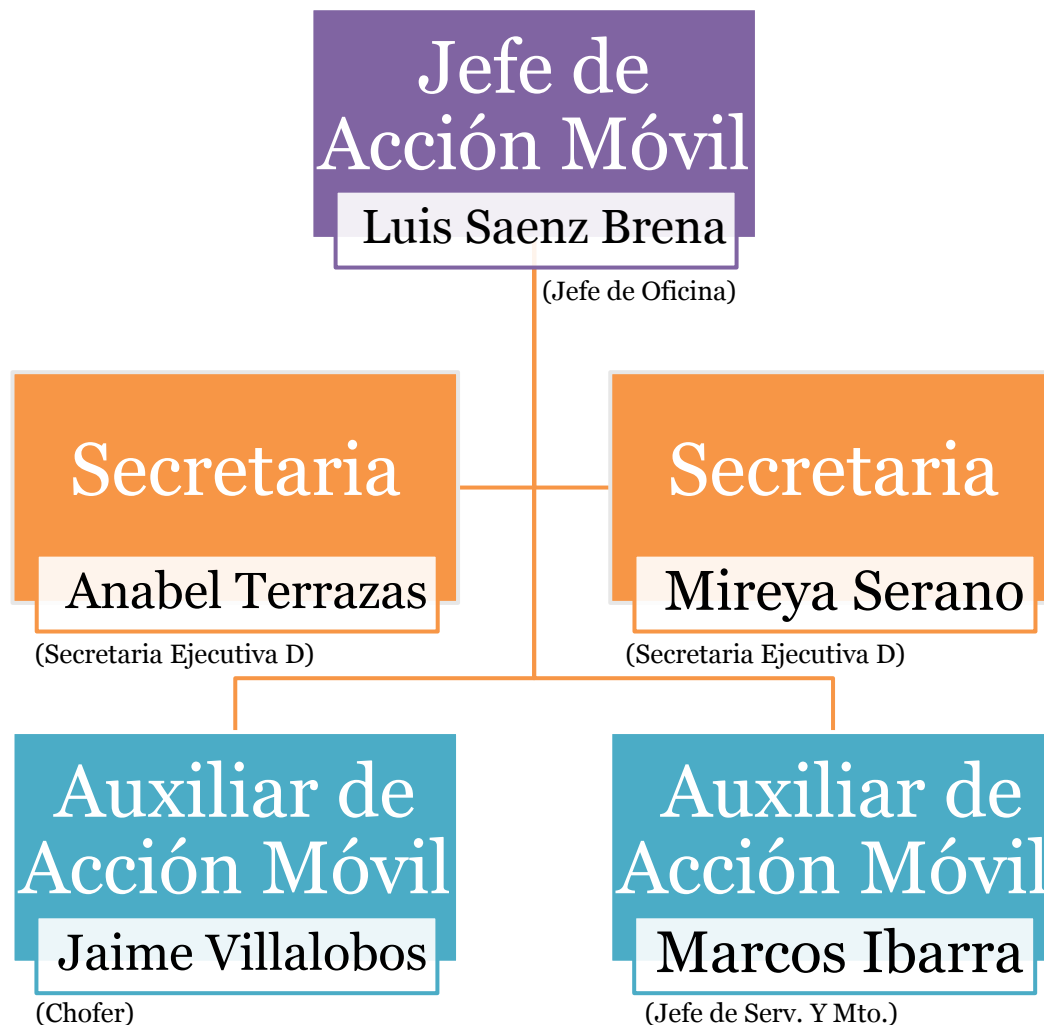 Jefe de
Acción Móvil
Luis Saenz Brena
(Jefe de Oficina)
Secretaria
Anabel Terrazas
(Secretaria Ejecutiva D)
Secretaria
Mireya Serano
(Secretaria Ejecutiva D)
Auxiliar de
Acción Móvil
Jaime Villalobos
(Chofer)
Auxiliar de
Acción Móvil
Marcos Ibarra
(Jefe de Serv. Y Mto.)